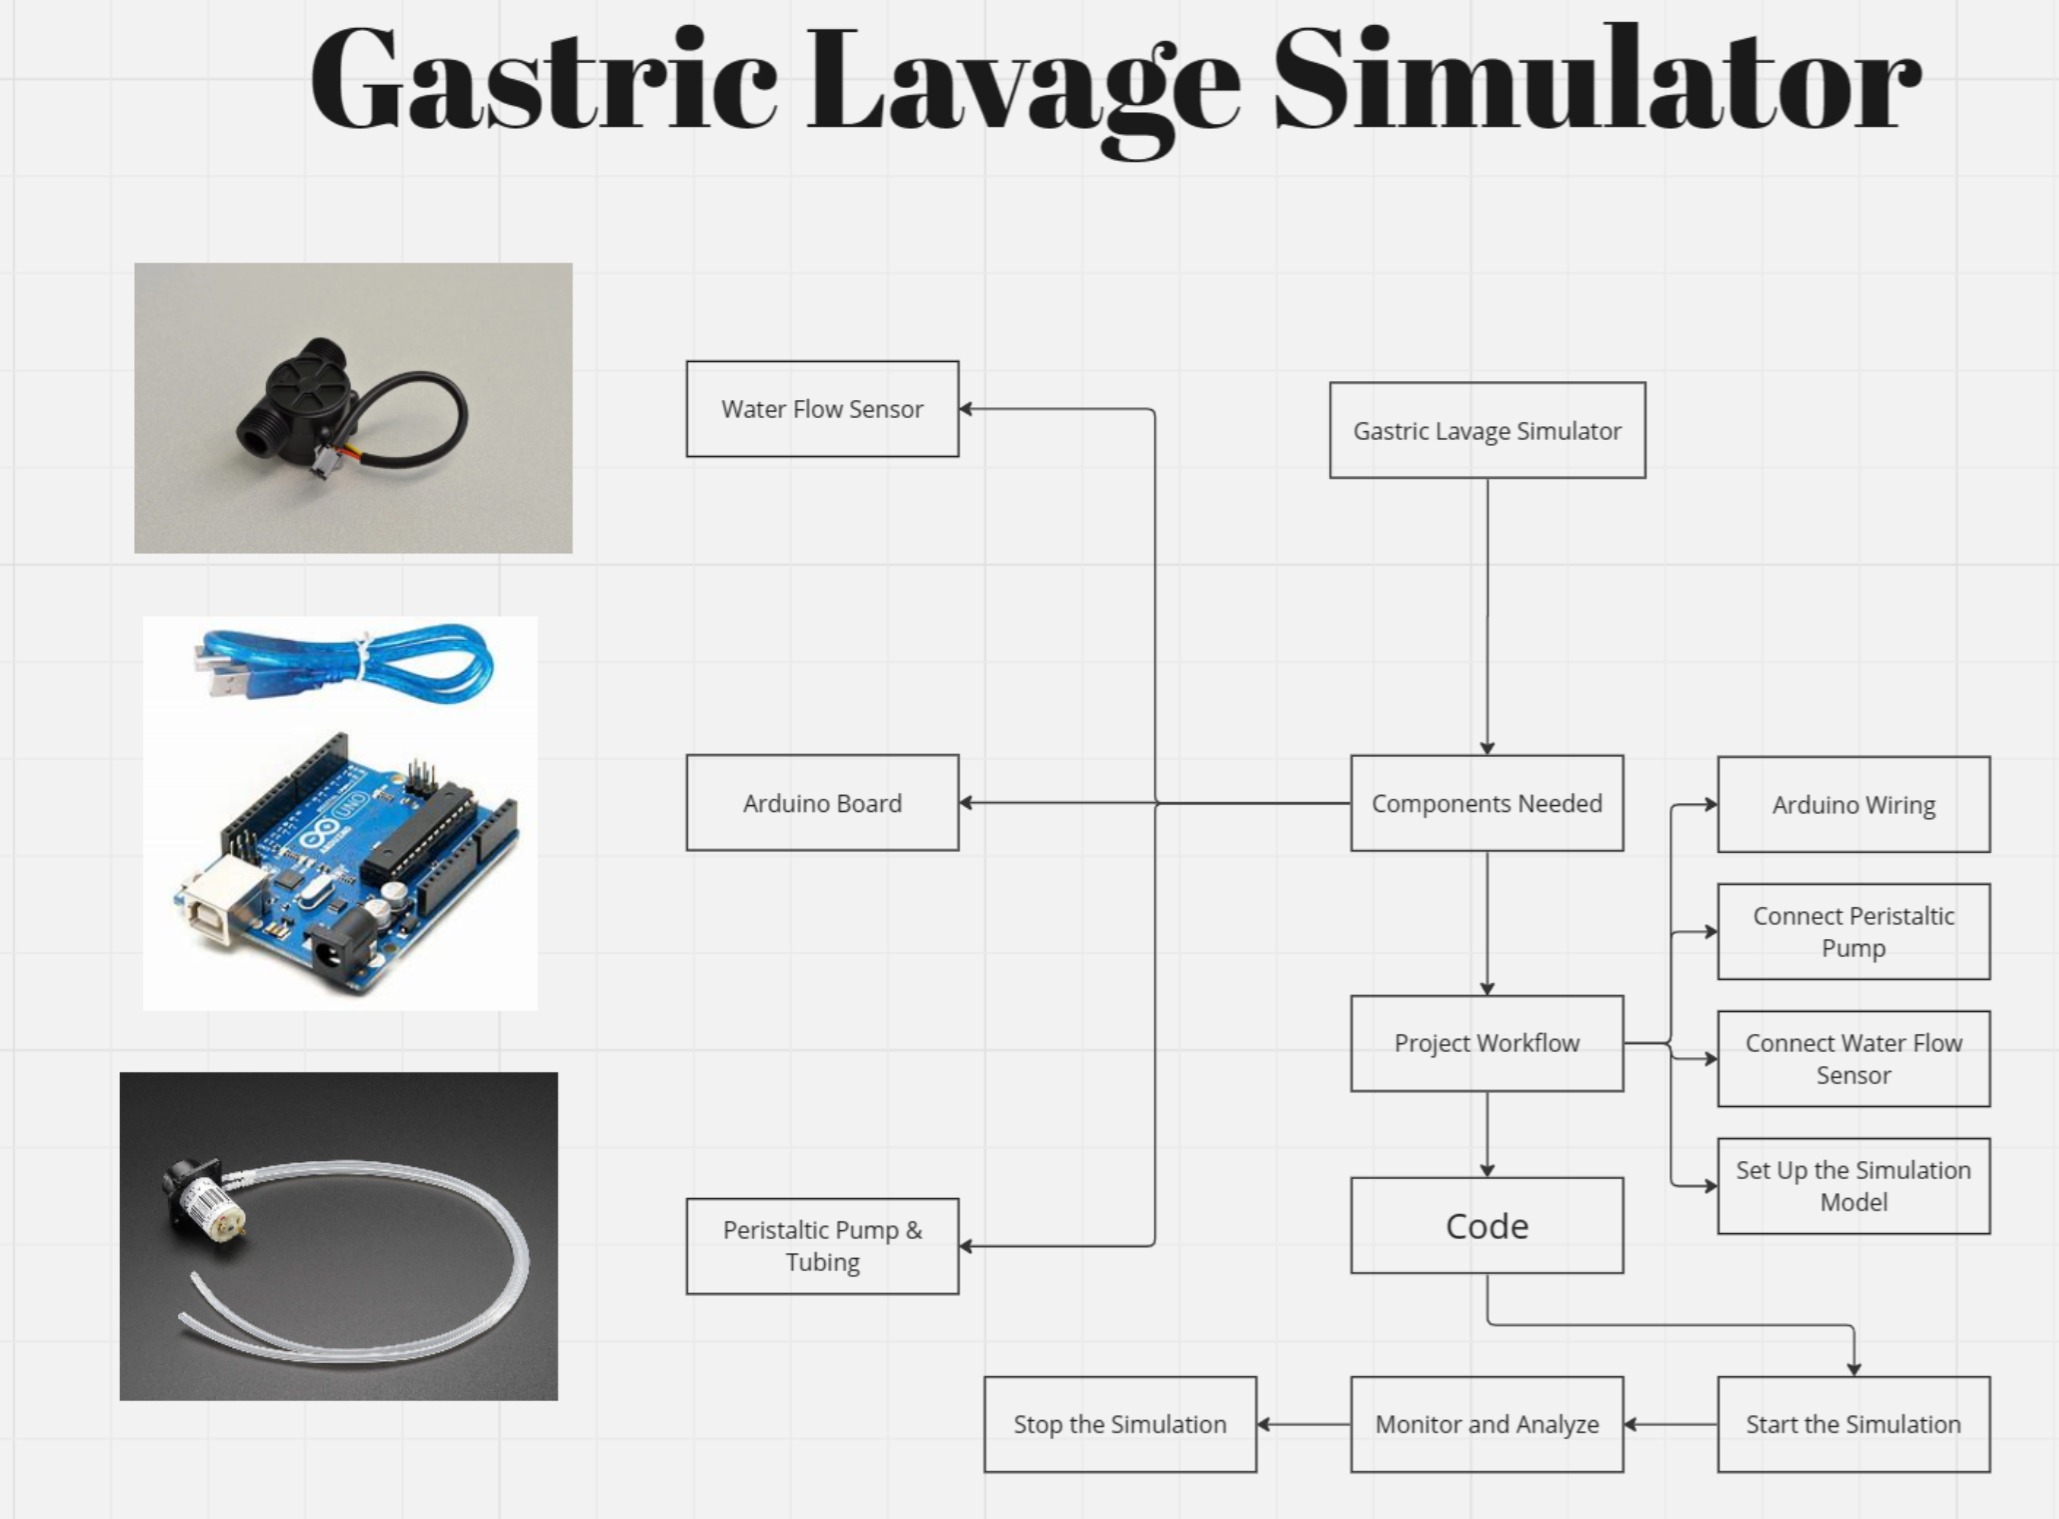 Gastric Lavage Simulator
Water Flow Sensor
Gastric Lavage Simulator
Arduino Board
Components Needed
Arduino Wiring
Connect Peristaltic
Pump
Project Workflow
Connect Water Flow
Sensor
Set Up the Simulation
Model
Peristaltic Pump &
Tubing
Code
Stop the Simulation
Monitor and Analyze
Start the Simulation
UNO
ARDUINO